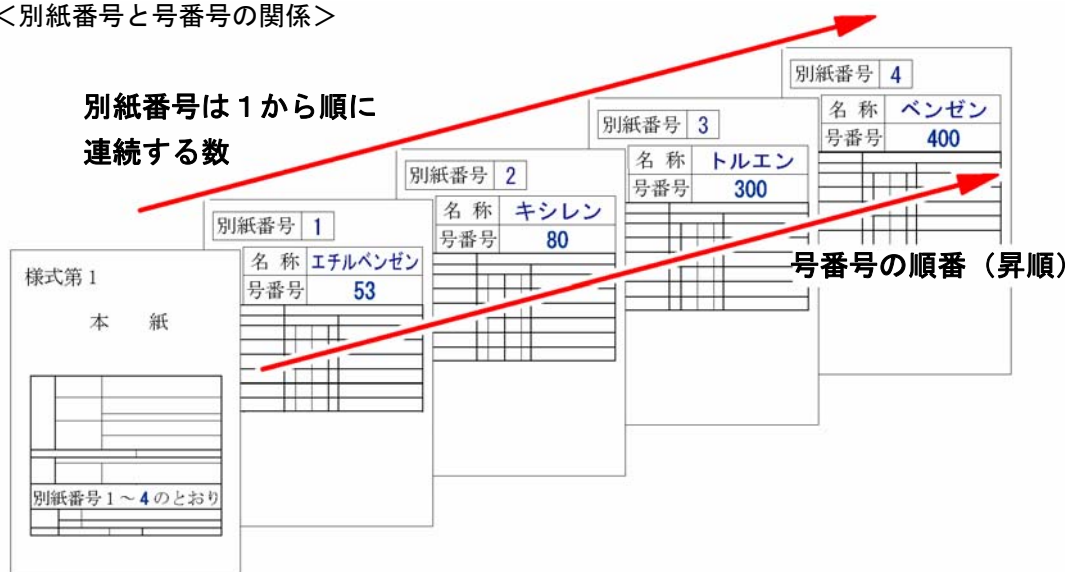 ＜別紙番号と号番号の関係＞
別紙番号は１から順に
連続する数
様式第１
本　紙
別紙番号１～４のとおり
別紙番号 1
名 称 エチルベンゼン
号番号 53
別紙番号 2
名 称 キシレン
号番号 80
別紙番号 3
名 称 トルエン
号番号 300
別紙番号 4
名 称 ベンゼン
号番号 400
号番号の順番（昇順）